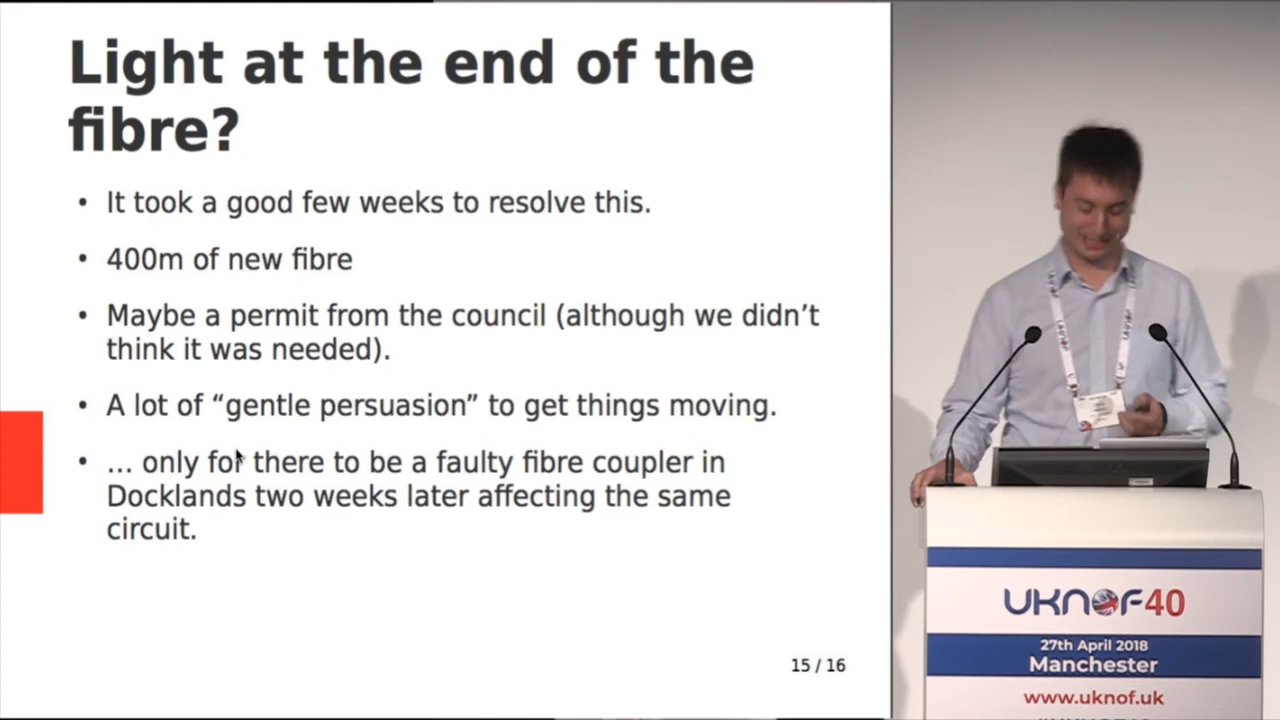 Light at the end of the
fibre?
• It took a good few weeks to resolve this.
• 400m of new fibre
• Maybe a permit from the council (although we didn’t
think it was needed).
• A lot of “gentle persuasion” to get things moving.
• ... only for there to be a faulty fibre coupler in
Docklands two weeks later affecting the same
circuit.
15 / 16
UKNOF40
27th April 2018
Manchester
www.uknof.uk